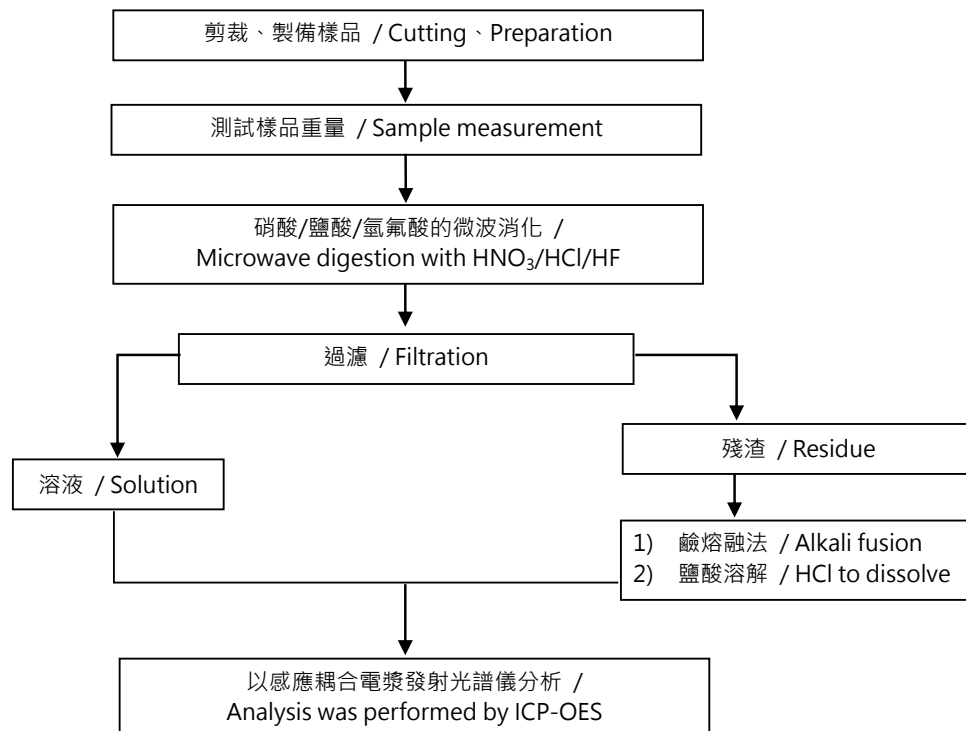 剪裁、製備樣品 / Cutting、Preparation
測試樣品重量 / Sample measurement
硝酸/鹽酸/氫氟酸的微波消化 /
Microwave digestion with HNO₃/HCl/HF
過濾 / Filtration
溶液 / Solution
殘渣 / Residue
1) 鹼熔融法 / Alkali fusion
2) 鹽酸溶解 / HCl to dissolve
以感應耦合電漿發射光譜儀分析 /
Analysis was performed by ICP-OES